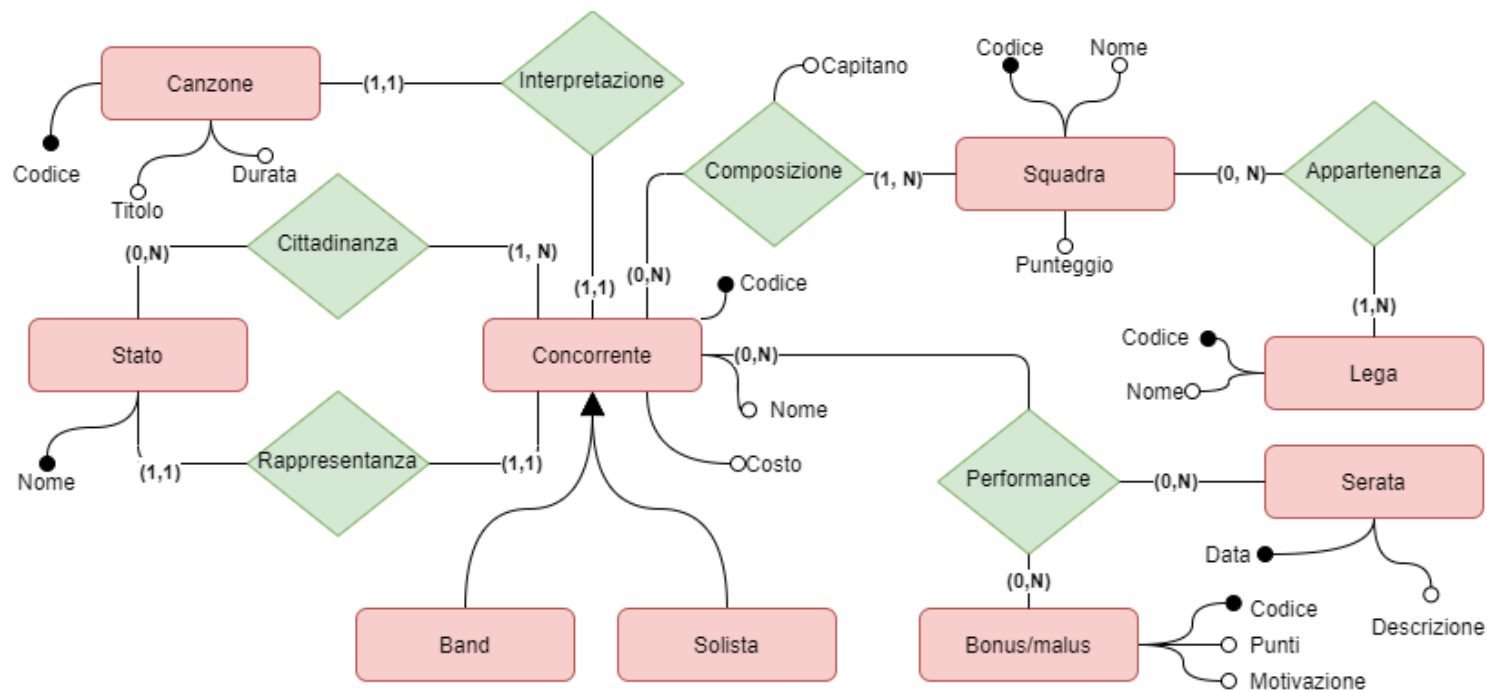 Codice
Nome
Capitano
Interpretazione
Canzone
(1,1)
Composizione
(1, N)
Squadra
(0, N)
Appartenenza
Codice
Durata
Titolo
Cittadinanza
(0,N)
(1, N)
(1,1)
(0,N)
Punteggio
Codice
(1,N)
Stato
Concorrente
(0,N)
Codice
Lega
Nome
Nome
Rappresentanza
(1,1)
(1,1)
Costo
Nome
Performance
(0,N)
Serata
Data
(0,N)
Codice
Descrizione
Band
Solista
Bonus/malus
Punti
Motivazione